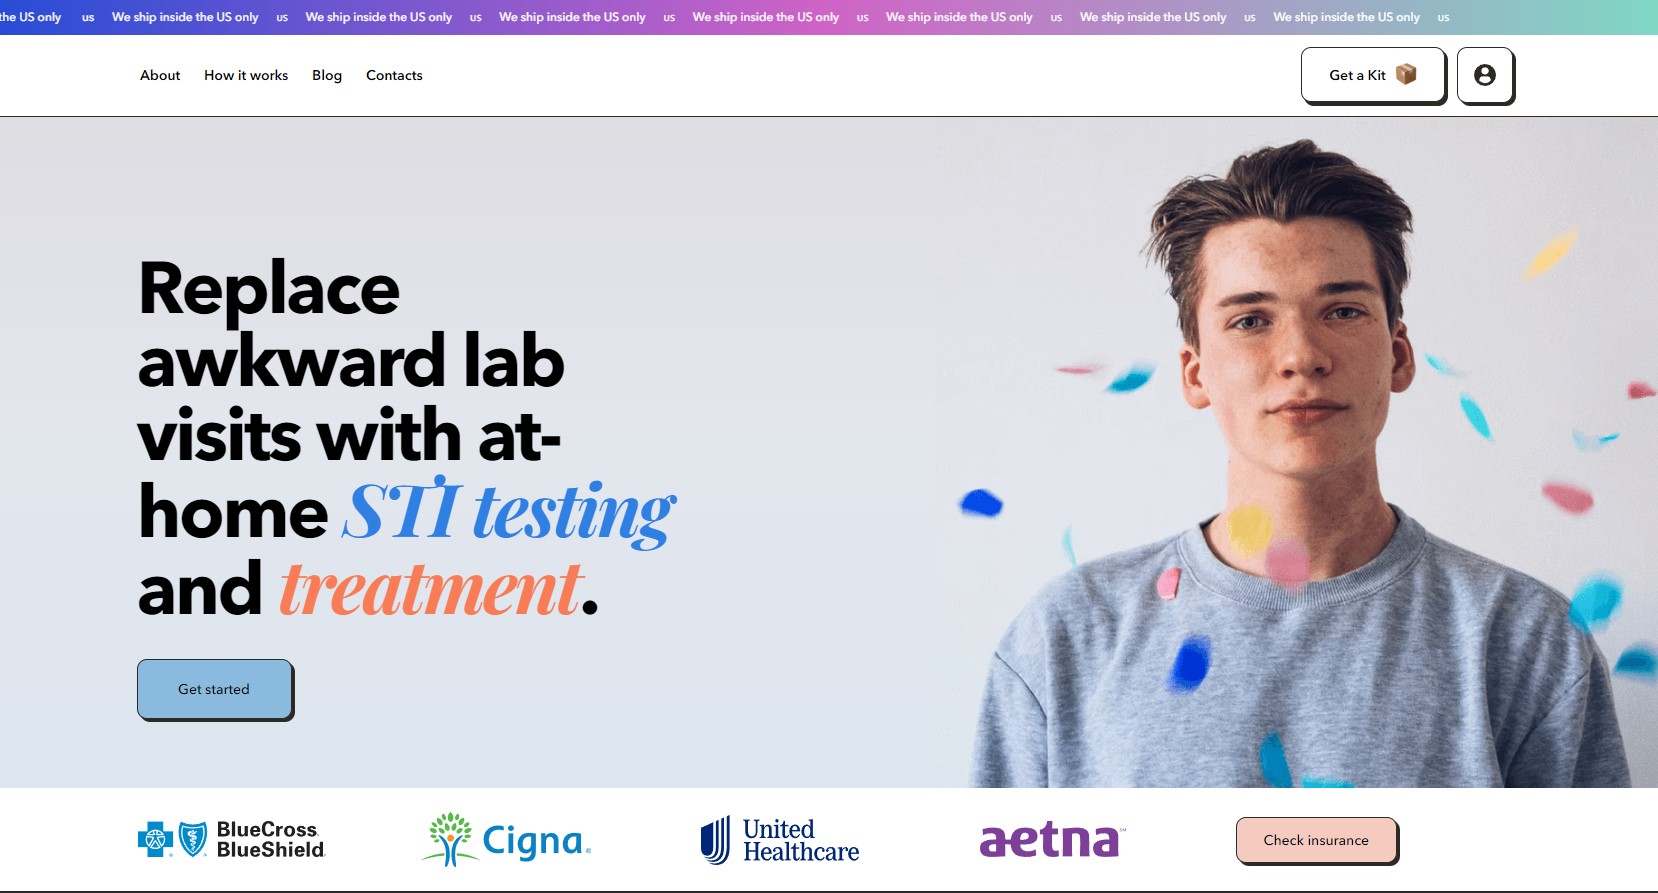 the US only us We ship inside the US only us We ship inside the US only us We ship inside the US only us We ship inside the US only us We ship inside the US only us We ship inside the US only us We ship inside the US only us
About How it works Blog Contacts Get a Kit
Replace
awkward lab
visits with at-
home STI testing
and treatment.
Get started
BlueCross
BlueShield
Cigna
United
Healthcare
aetna
Check insurance